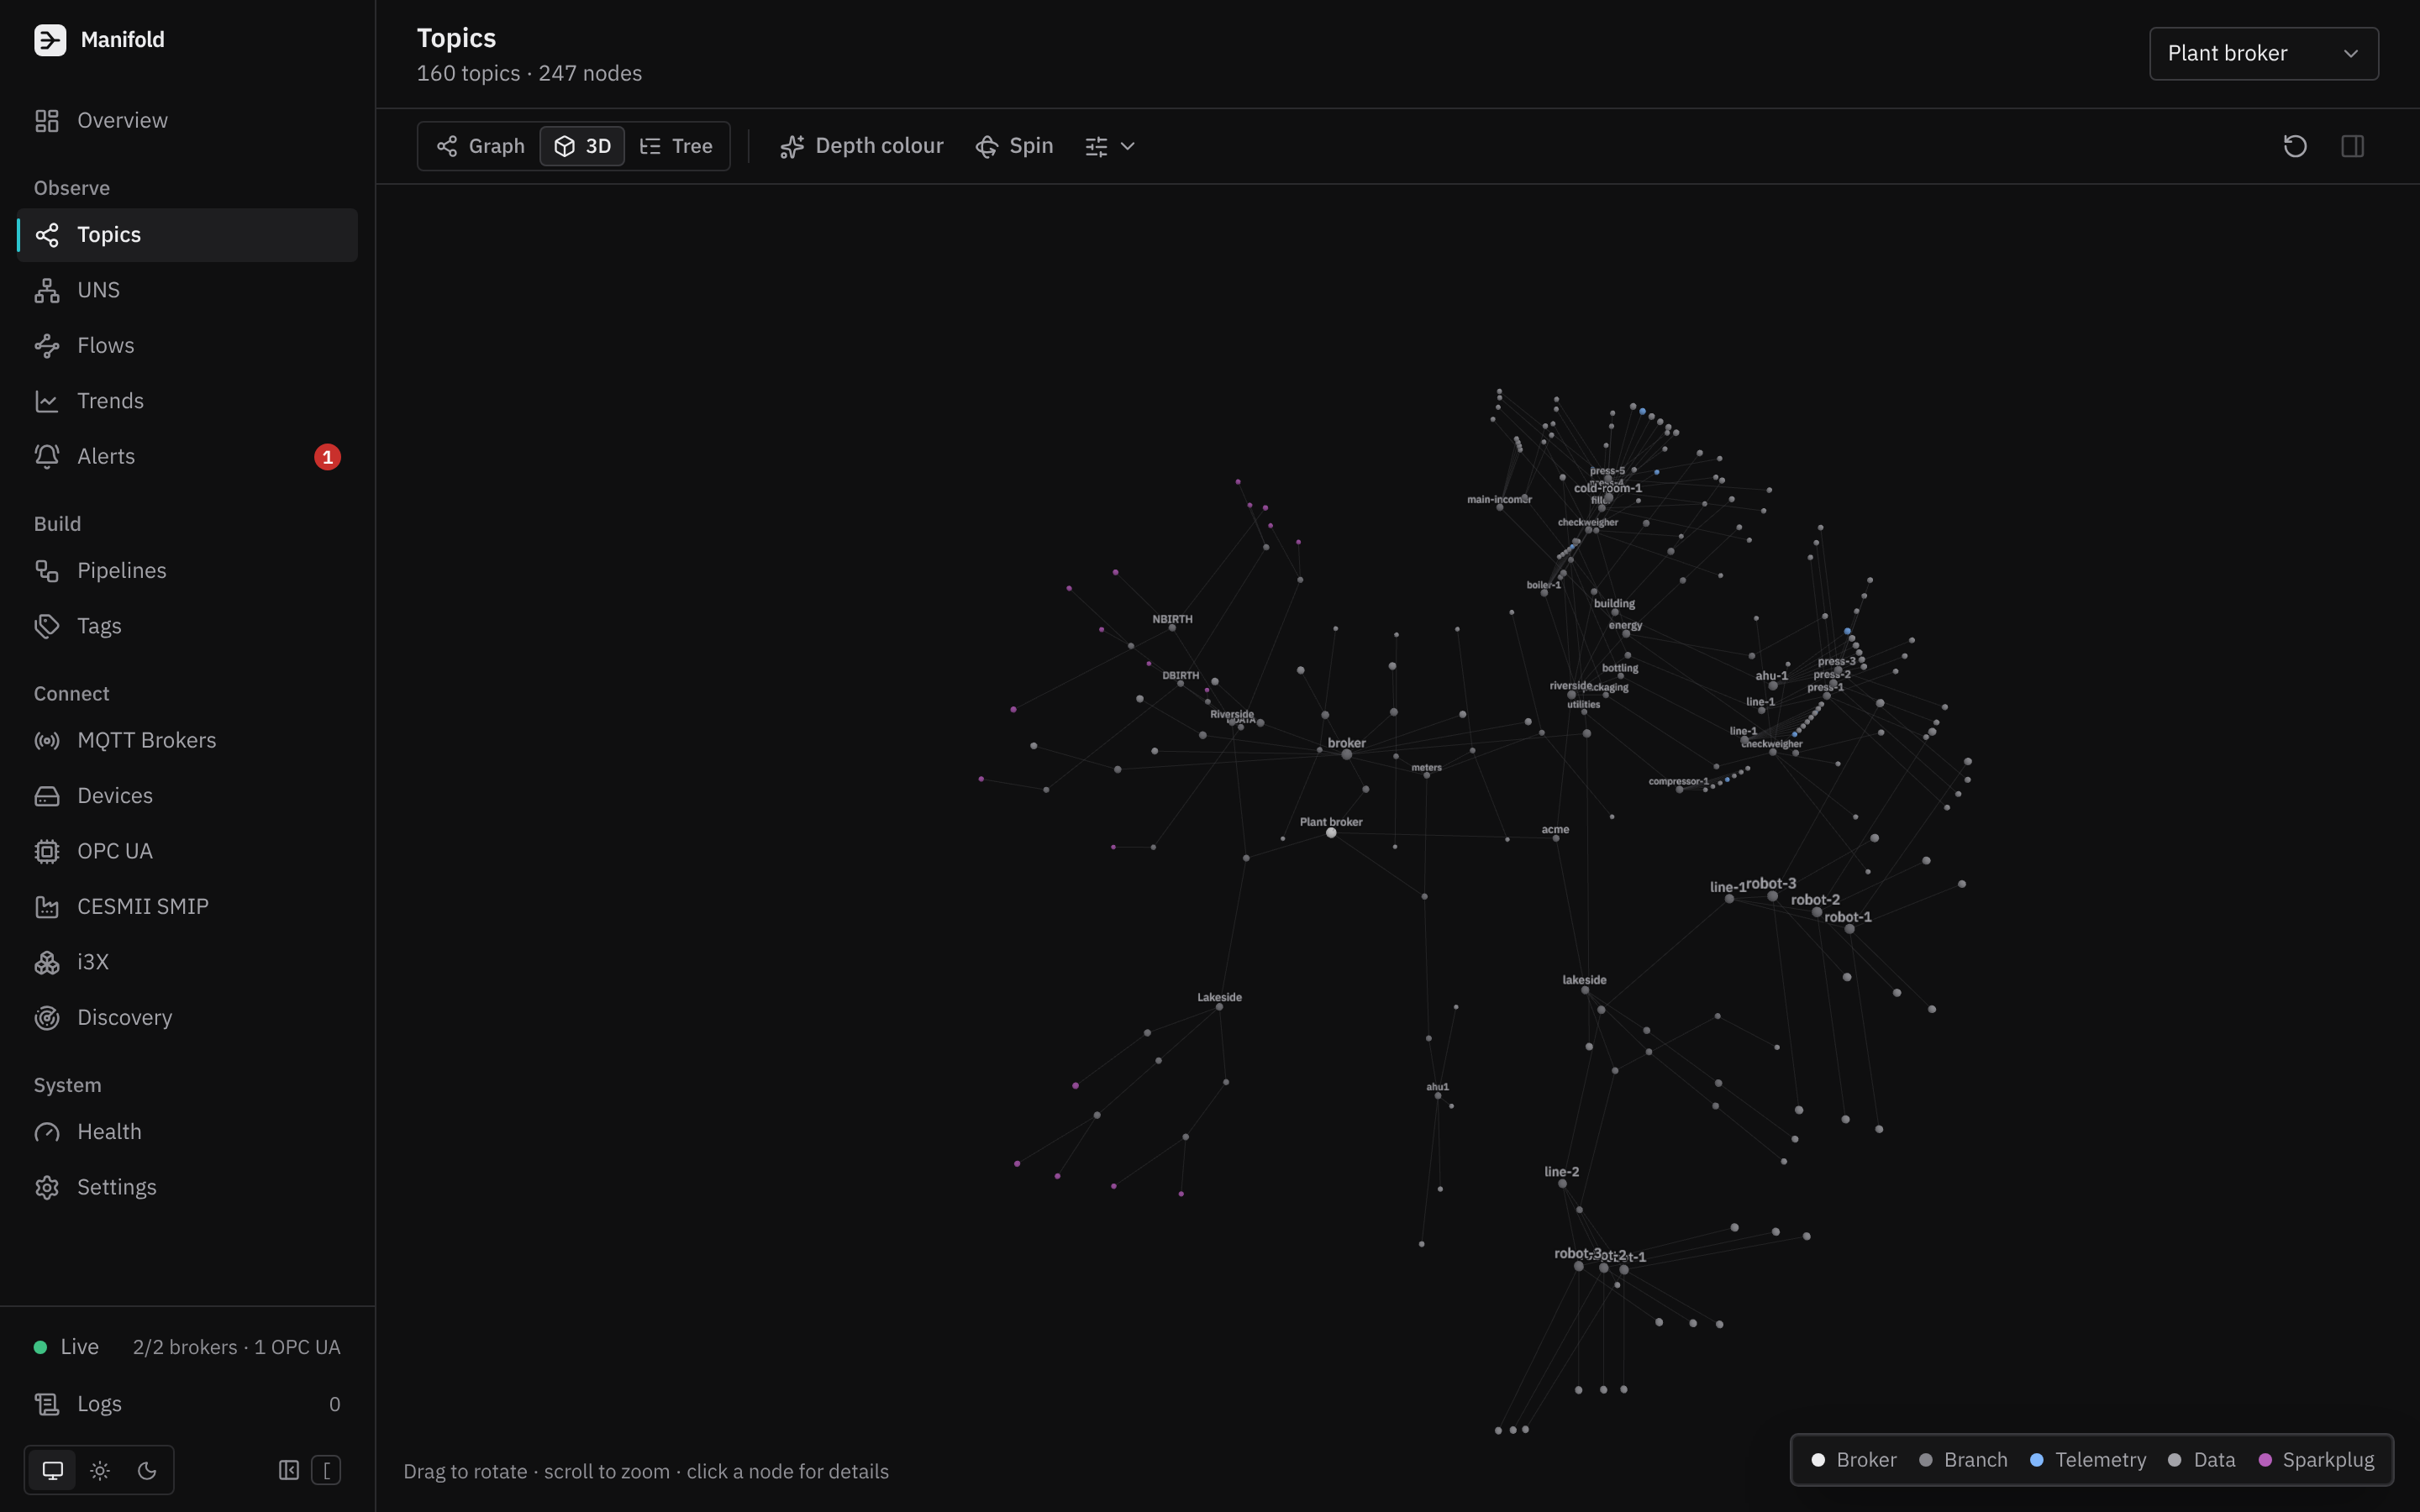 Manifold
Overview
Observe
Topics
UNS
Flows
Trends
Alerts 1
Build
Pipelines
Tags
Connect
MQTT Brokers
Devices
OPC UA
CESMII SMIP
i3X
Discovery
System
Health
Settings
Live 2/2 brokers · 1 OPC UA
Logs 0
[
Topics
160 topics · 247 nodes
Plant broker
Graph 3D Tree Depth colour Spin
press-5
cold-room-1
main-incomer
checkweigher
boiler-1
building
NBIRTH
energy
press-3
bottling
DBIRTH
ahu-1
press-2
riverside
press-1
line-1
utilities
Riverside
line-1
broker
checkweigher
meters
compressor-1
Plant broker
acme
line-1 robot-3
robot-2
robot-1
lakeside
Lakeside
ahu1
line-2
robot-3
Drag to rotate · scroll to zoom · click a node for details
Broker Branch Telemetry Data Sparkplug